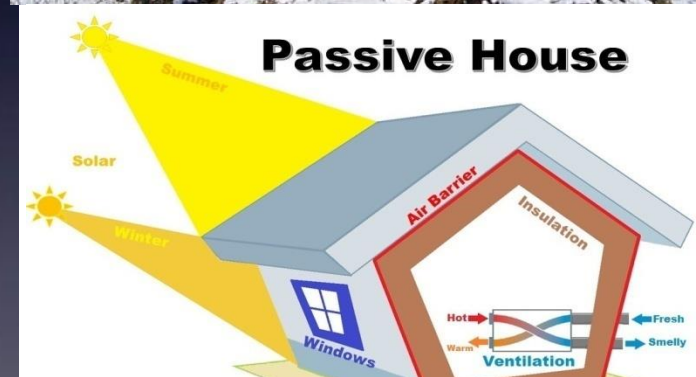 Passive House
Summer
Solar
Winter
Air Barrier
Insulation
Windows
Hot
Fresh
Warm
Smelly
Ventilation